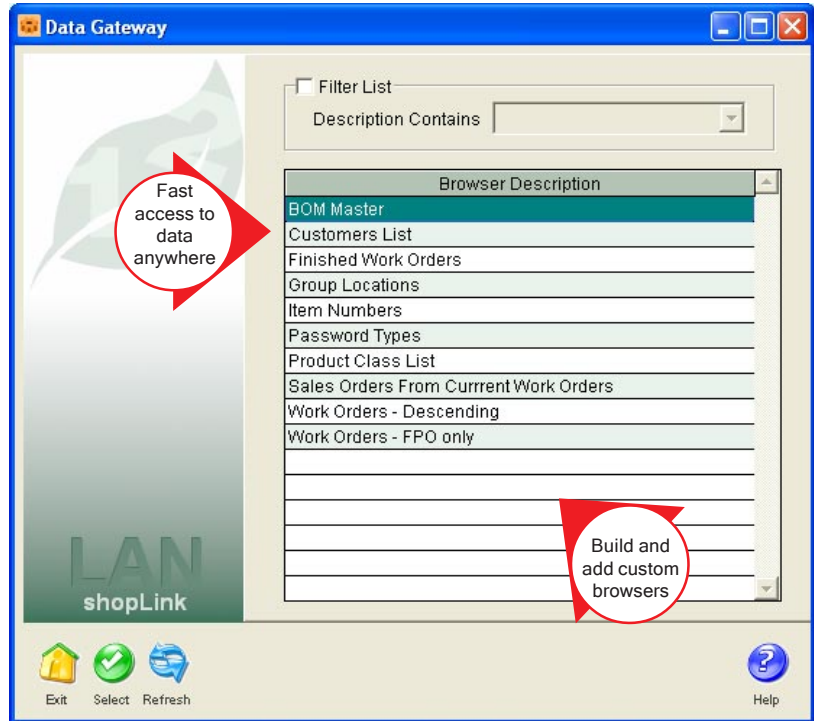 Data Gateway
Filter List
Description Contains
Fast
access to
data
anywhere
Browser Description
BOM Master
Customers List
Finished Work Orders
Group Locations
Item Numbers
Password Types
Product Class List
Sales Orders From Currrent Work Orders
Work Orders - Descending
Work Orders - FPO only
Build and
add custom
browsers
LAN
shopLink
Exit
Select
Refresh
Help